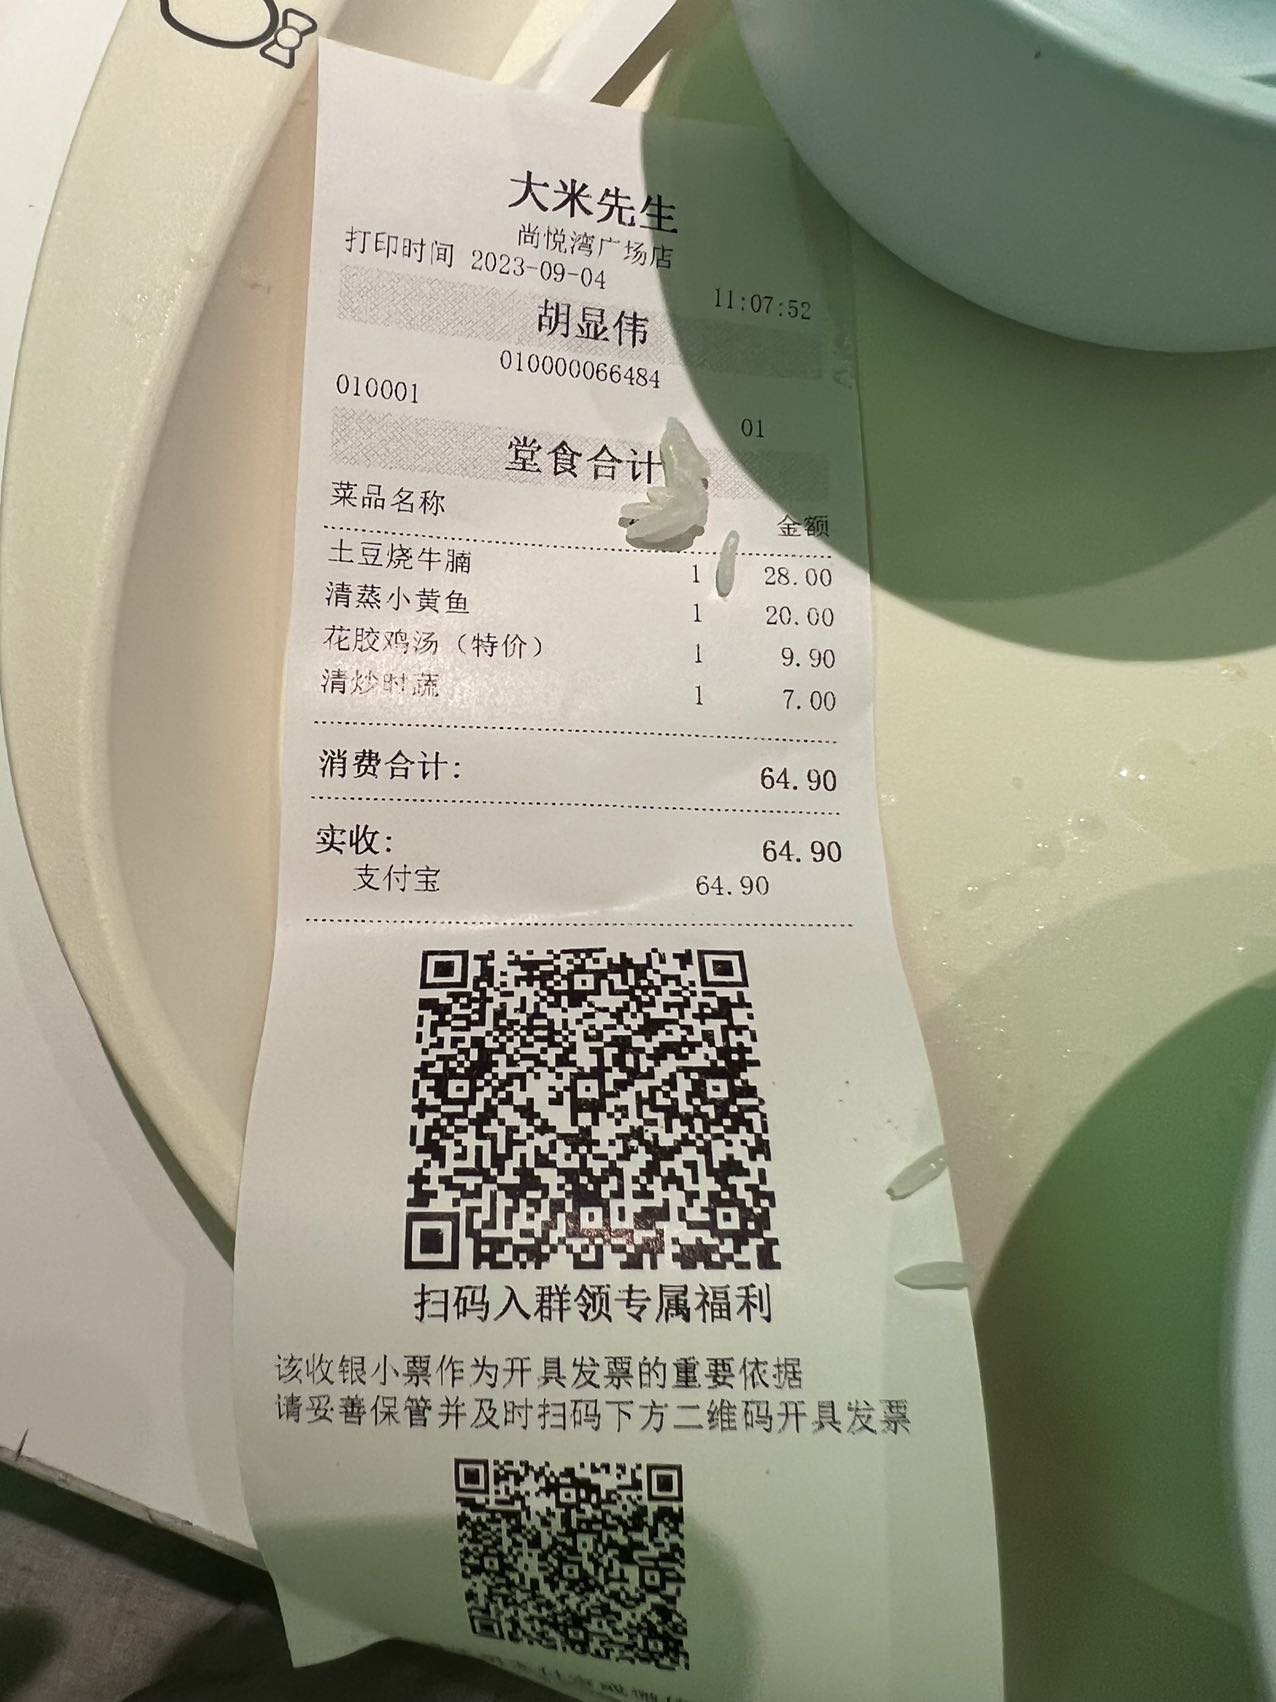 大米先生
尚悦湾广场店
打印时间 2023-09-04 11:07:52
胡显伟
010000066484
010001 01
堂食合计
菜品名称 金额
土豆烧牛腩 1 28.00
清蒸小黄鱼 1 20.00
花胶鸡汤（特价） 1 9.90
清炒时蔬 1 7.00
消费合计: 64.90
实收: 64.90
支付宝 64.90
扫码入群领专属福利
该收银小票作为开具发票的重要依据
请妥善保管并及时扫码下方二维码开具发票